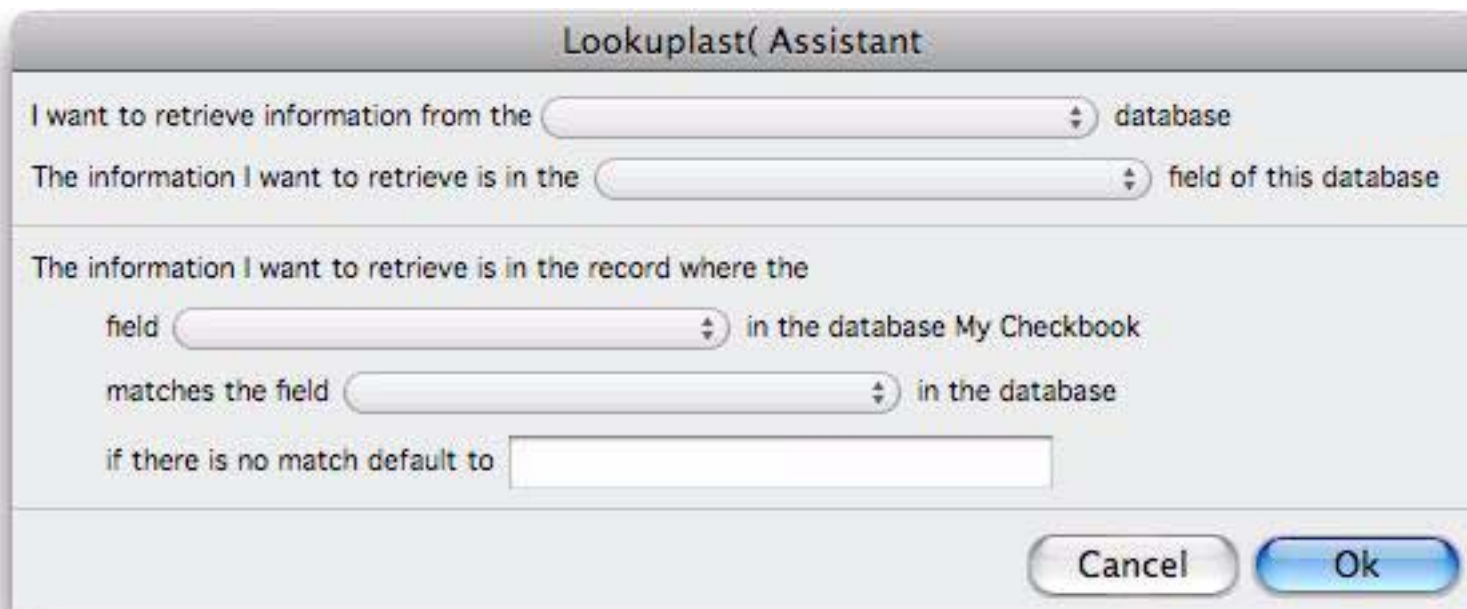 Lookuplast( Assistant
I want to retrieve information from the database
The information I want to retrieve is in the field of this database
The information I want to retrieve is in the record where the
field in the database My Checkbook
matches the field in the database
if there is no match default to
Cancel Ok